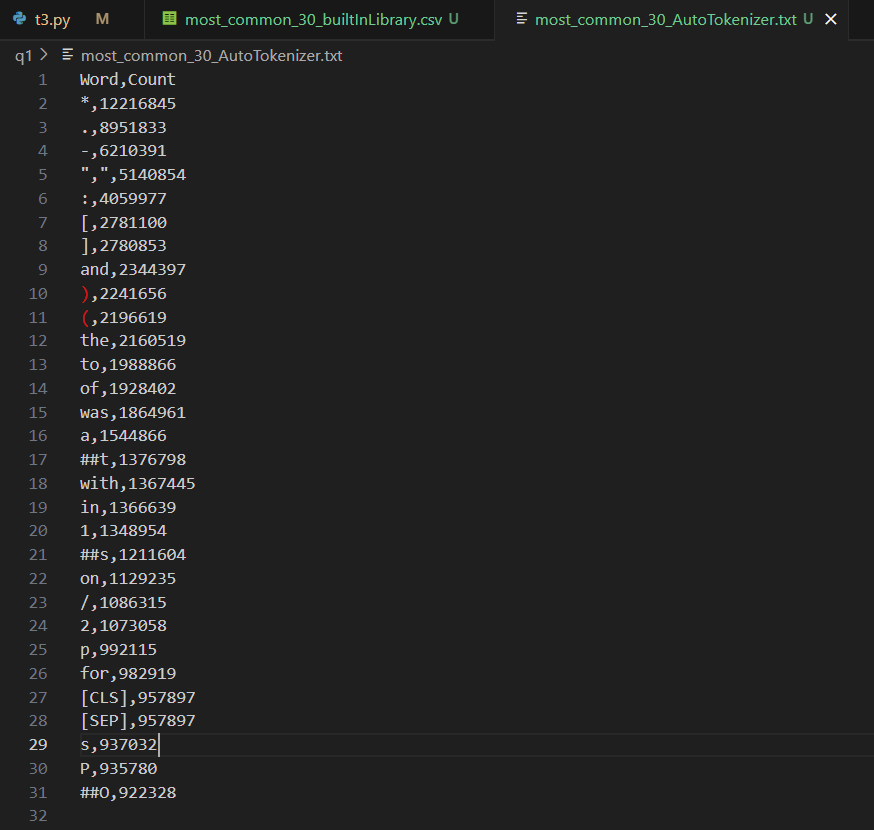 t3.py M most_common_30_builtInLibrary.csv U most_common_30_AutoTokenizer.txt U
q1 > most_common_30_AutoTokenizer.txt
1 Word,Count
2 *,12216845
3 .,8951833
4 -,6210391
5 ",",5140854
6 :,4059977
7 [,2781100
8 ],2780853
9 and,2344397
10 ),2241656
11 (,2196619
12 the,2160519
13 to,1988866
14 of,1928402
15 was,1864961
16 a,1544866
17 ##t,1376798
18 with,1367445
19 in,1366639
20 1,1348954
21 ##s,1211604
22 on,1129235
23 /,1086315
24 2,1073058
25 p,992115
26 for,982919
27 [CLS],957897
28 [SEP],957897
29 s,937032
30 P,935780
31 ##O,922328
32